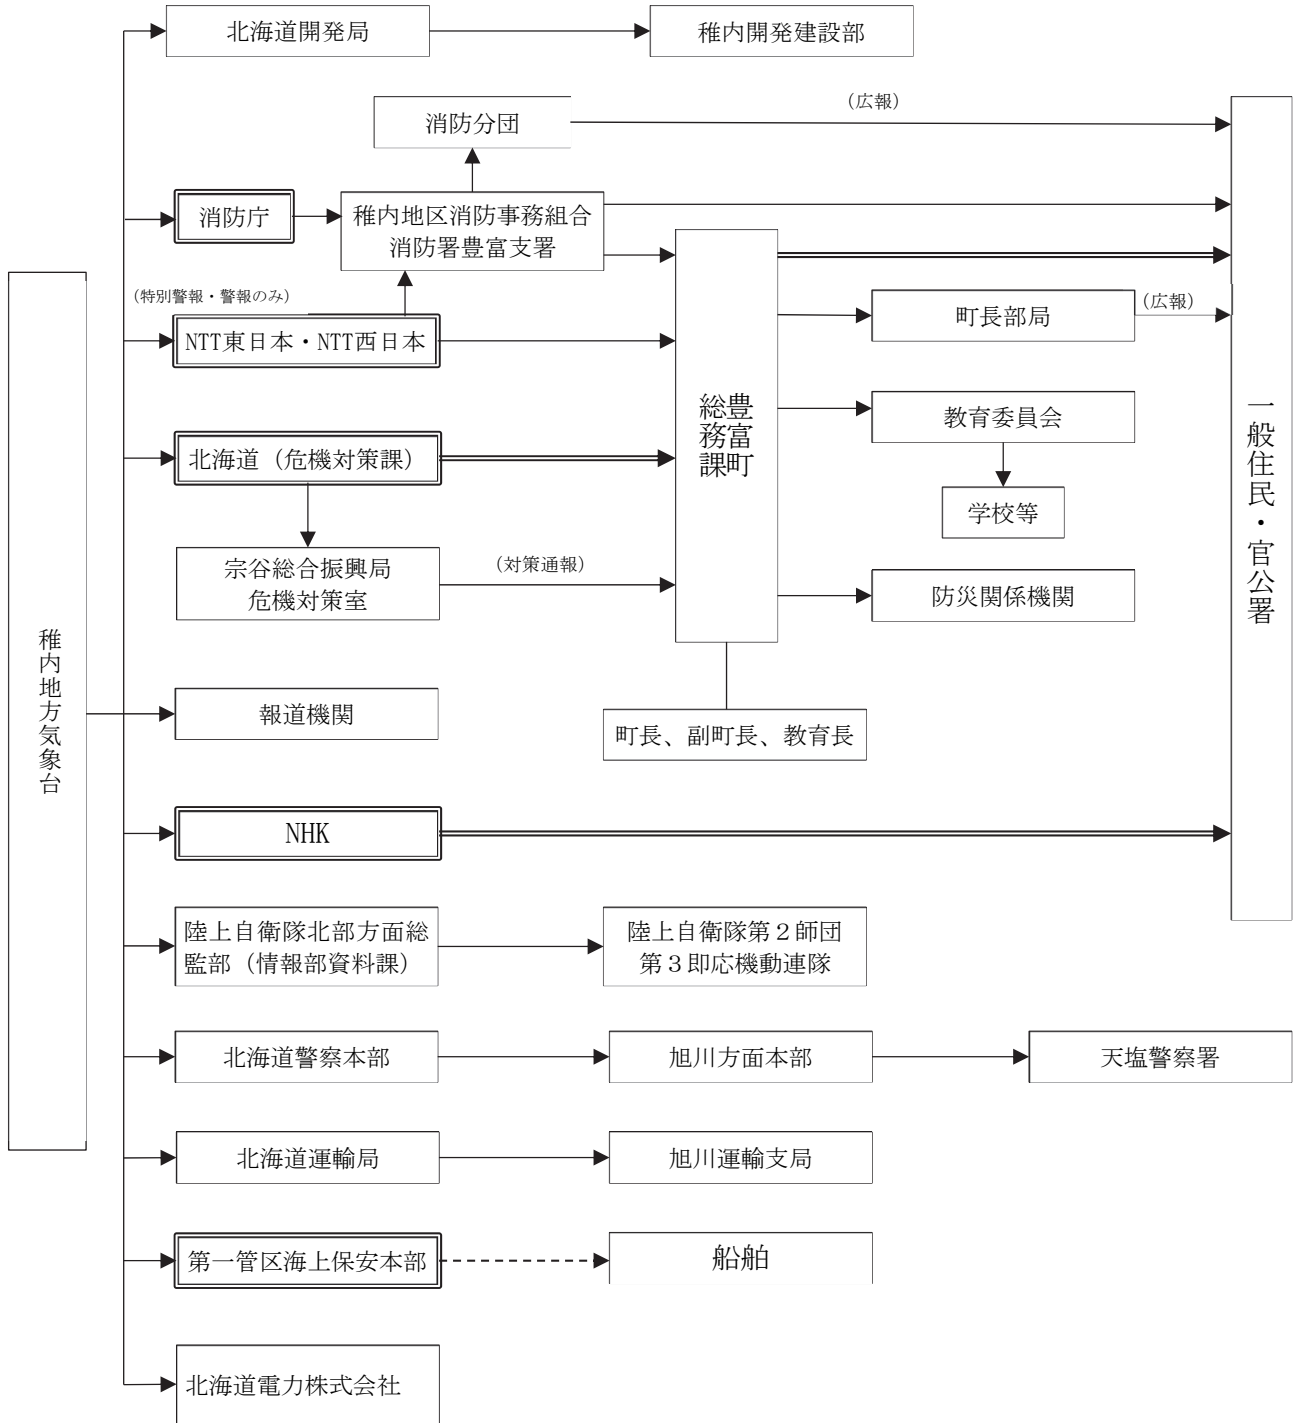 北海道開発局
稚内開発建設部
(広報)
消防分団
消防庁
稚内地区消防事務組合
消防署豊富支署
(特別警報・警報のみ)
町長部局
(広報)
NTT東日本・NTT西日本
豊富町
総務課
一般住民・官公署
教育委員会
北海道(危機対策課)
学校等
宗谷総合振興局
危機対策室
(対策通報)
防災関係機関
稚内地方気象台
報道機関
町長、副町長、教育長
NHK
陸上自衛隊北部方面総
監部(情報部資料課)
陸上自衛隊第2師団
第3即応機動連隊
北海道警察本部
旭川方面本部
天塩警察署
北海道運輸局
旭川運輸支局
第一管区海上保安本部
船舶
北海道電力株式会社